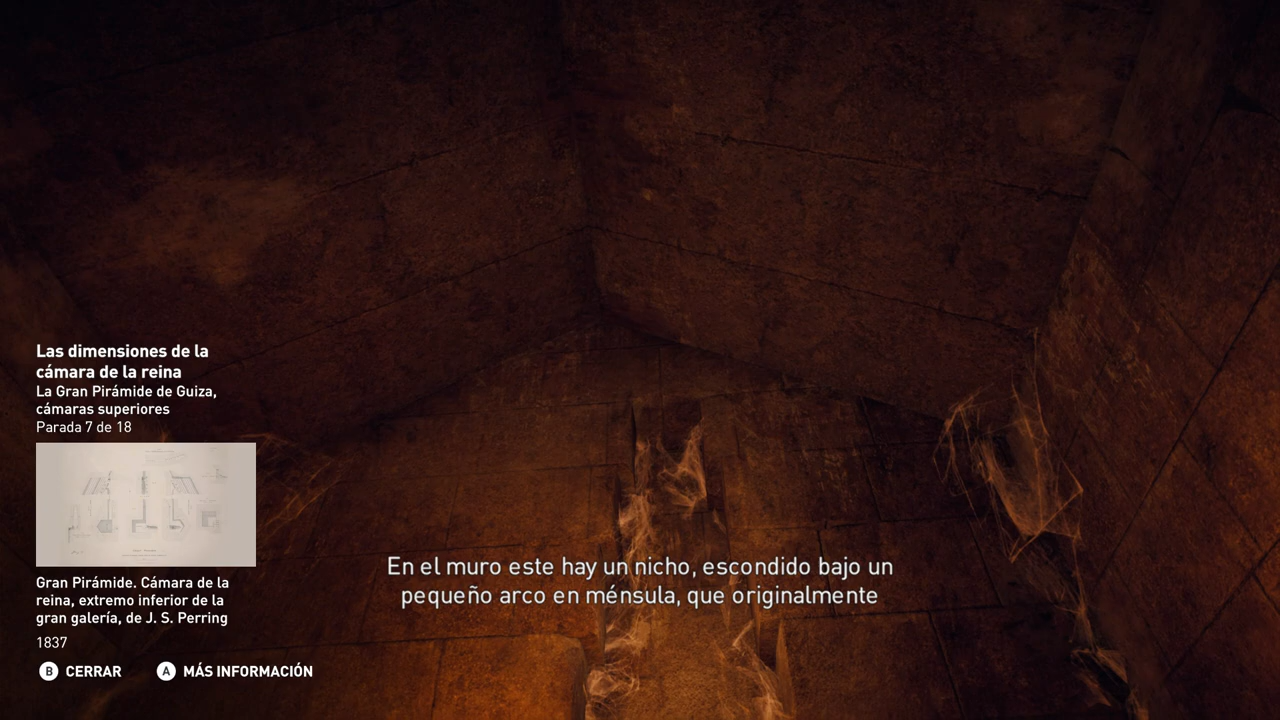 Las dimensiones de la
cámara de la reina
La Gran Pirámide de Guiza,
cámaras superiores
Parada 7 de 18
Gran Pirámide. Cámara de la
reina, extremo inferior de la
gran galería, de J. S. Perring
1837
B CERRAR A MÁS INFORMACIÓN
En el muro este hay un nicho, escondido bajo un
pequeño arco en ménsula, que originalmente